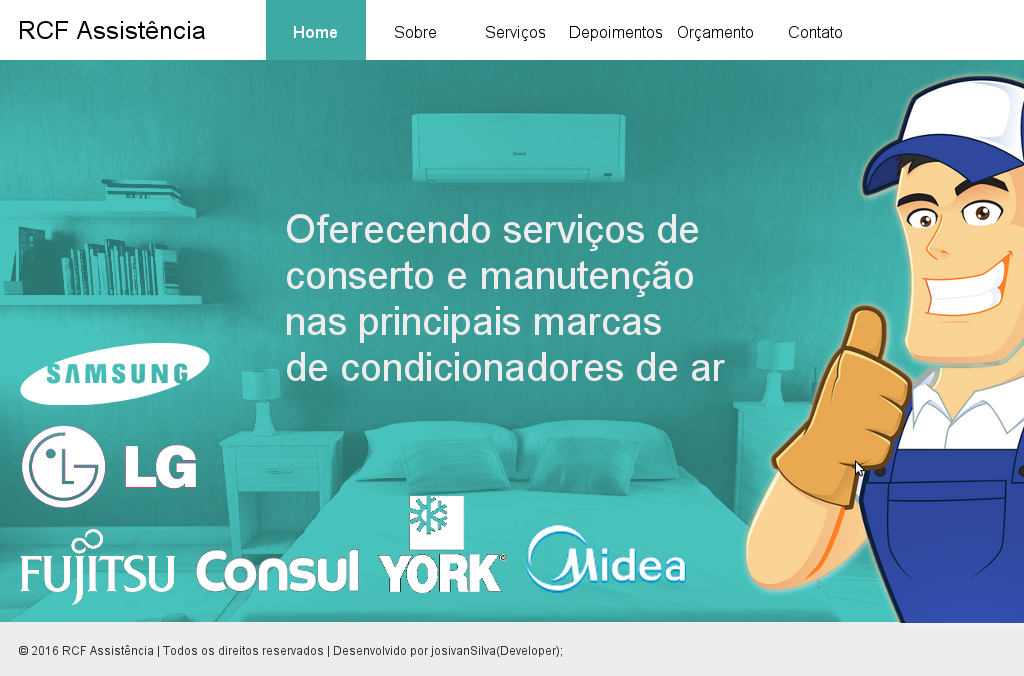 RCF Assistência
Home Sobre Serviços Depoimentos Orçamento Contato
Consul
Oferecendo serviços de
conserto e manutenção
nas principais marcas
de condicionadores de ar
SAMSUNG
LG
FUJITSU Consul YORK® Midea
© 2016 RCF Assistência | Todos os direitos reservados | Desenvolvido por josivanSilva(Developer);